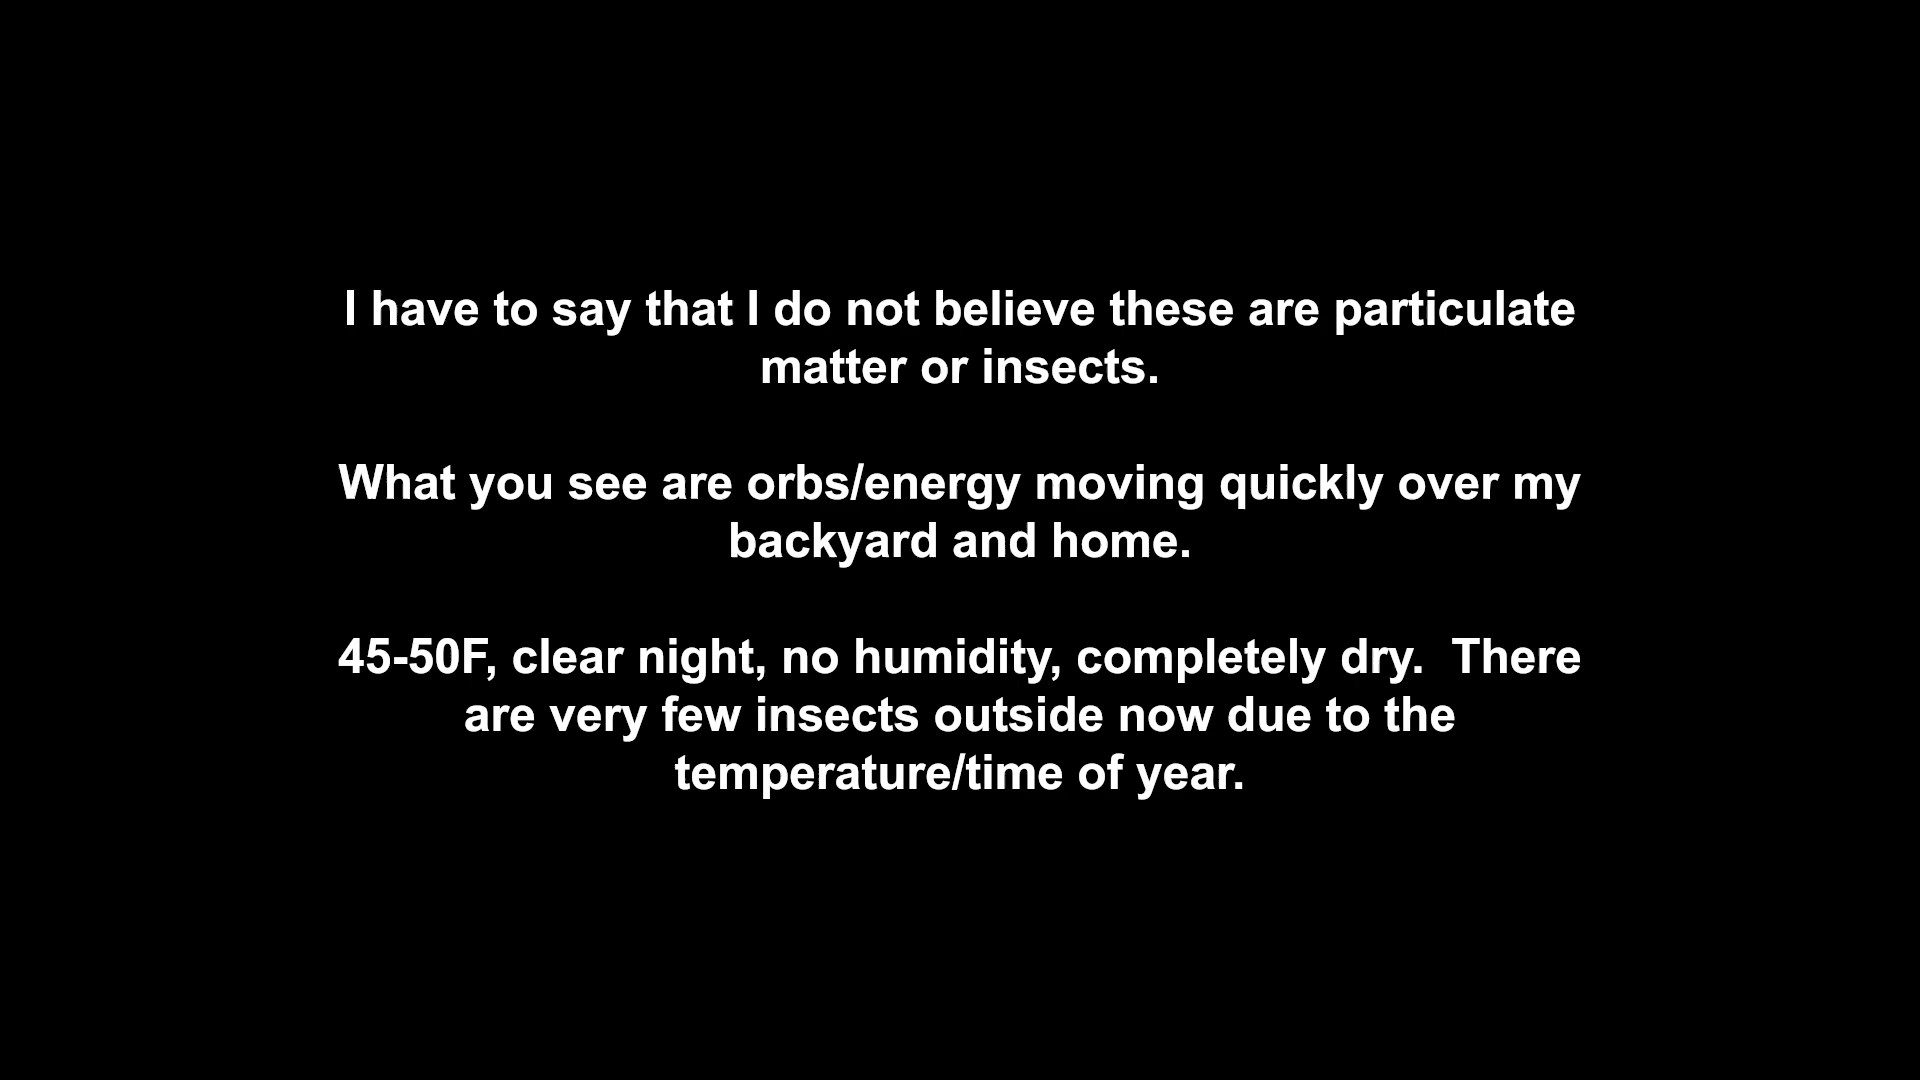 I have to say that I do not believe these are particulate
matter or insects.
What you see are orbs/energy moving quickly over my
backyard and home.
45-50F, clear night, no humidity, completely dry.  There
are very few insects outside now due to the
temperature/time of year.